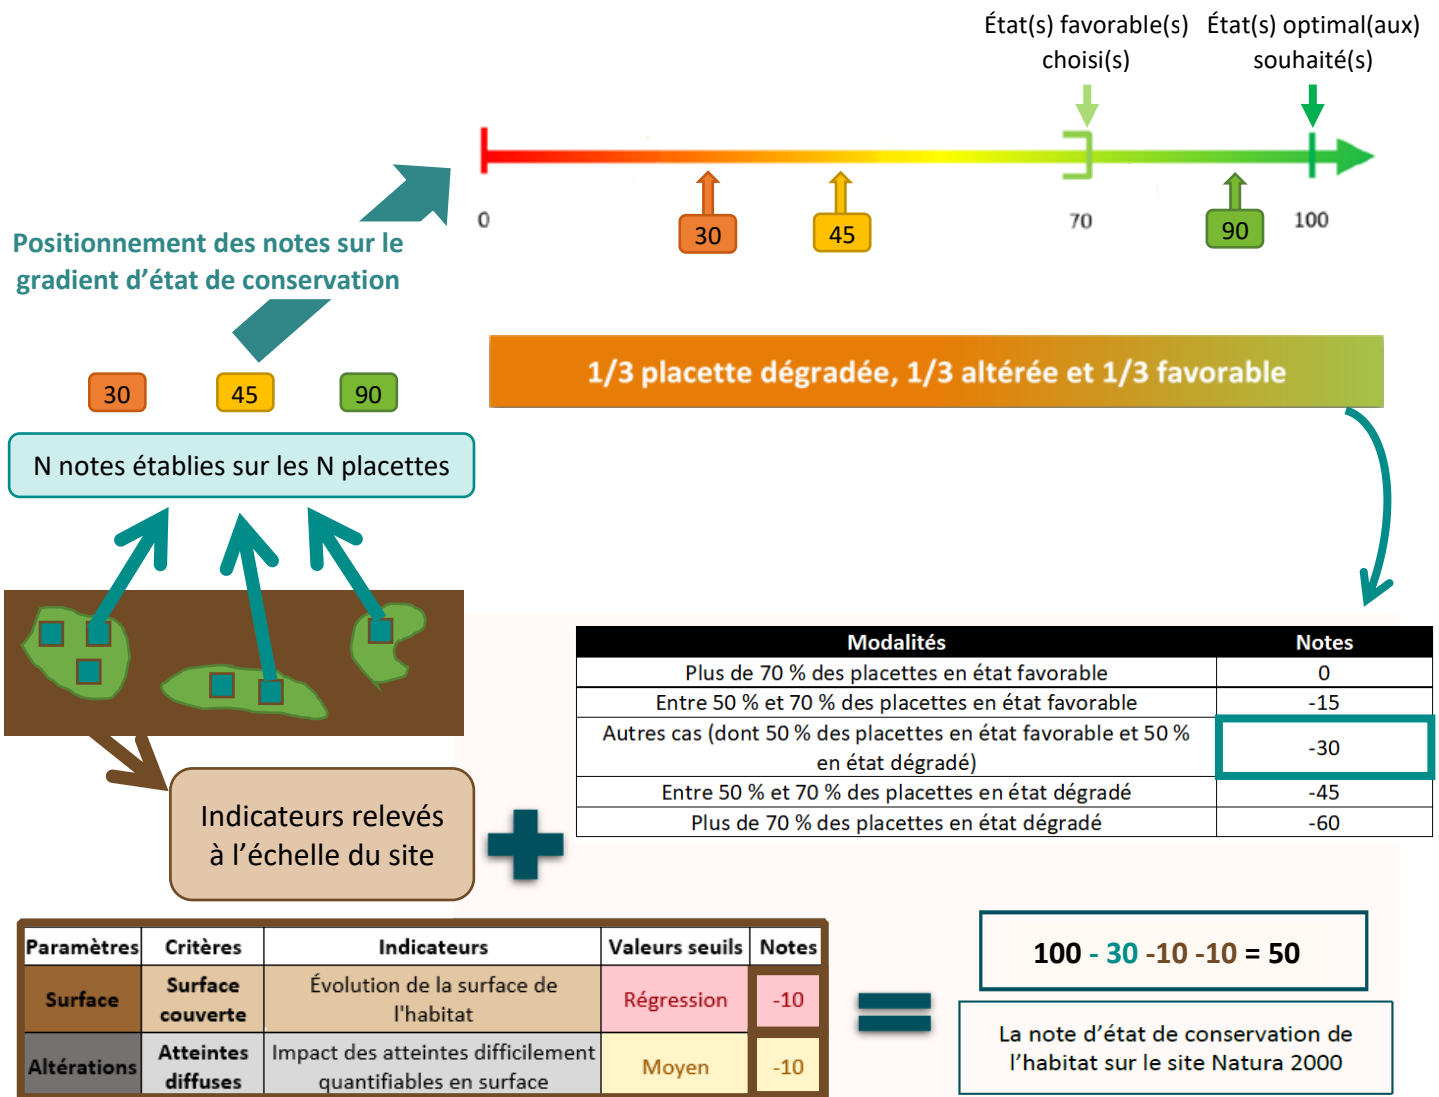 État(s) favorable(s)
choisi(s)
État(s) optimal(aux)
souhaité(s)
0
30
45
70
90
100
Positionnement des notes sur le
gradient d'état de conservation
30
45
90
1/3 placette dégradée, 1/3 altérée et 1/3 favorable
N notes établies sur les N placettes
Modalités Notes
Plus de 70 % des placettes en état favorable 0
Entre 50 % et 70 % des placettes en état favorable -15
Autres cas (dont 50 % des placettes en état favorable et 50 %
en état dégradé) -30
Entre 50 % et 70 % des placettes en état dégradé -45
Plus de 70 % des placettes en état dégradé -60
Indicateurs relevés
à l'échelle du site
Paramètres Critères Indicateurs Valeurs seuils Notes
Surface Surface
couverte Évolution de la surface de
l'habitat Régression -10
Altérations Atteintes
diffuses Impact des atteintes difficilement
quantifiables en surface Moyen -10
100 - 30 -10 -10 = 50
La note d'état de conservation de
l'habitat sur le site Natura 2000